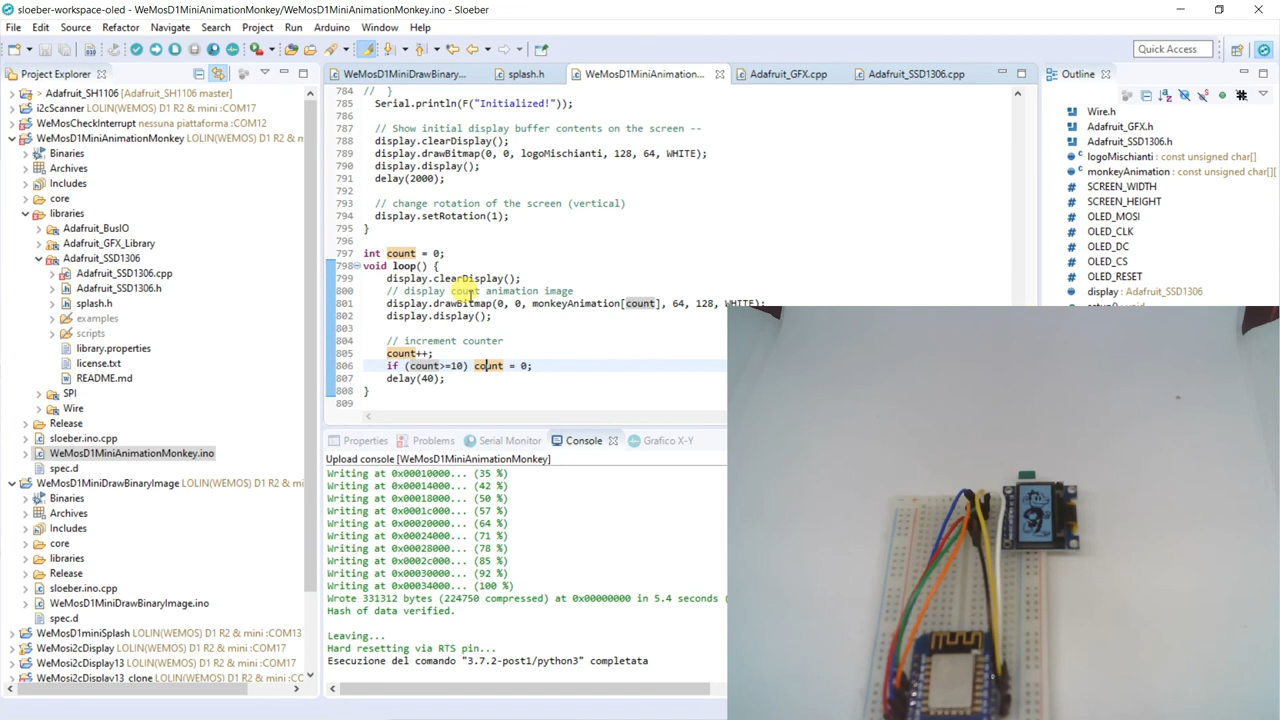 sloeber-workspace-oled - WeMosD1MiniAnimationMonkey/WeMosD1MiniAnimationMonkey.ino - Sloeber
File Edit Source Refactor Navigate Search Project Run Arduino Window Help
Quick Access
Project Explorer
Adafruit_SH1106 [Adafruit_SH1106 master]
i2cScanner LOLIN(WEMOS) D1 R2 & mini :COM17
WeMosCheckInterrupt nessuna piattaforma :COM12
WeMosD1MiniAnimationMonkey LOLIN(WEMOS) D1 R2 & mini
Binaries
Archives
Includes
core
libraries
Adafruit_BusIO
Adafruit_GFX_Library
Adafruit_SSD1306
Adafruit_SSD1306.cpp
Adafruit_SSD1306.h
splash.h
examples
scripts
library.properties
license.txt
README.md
SPI
Wire
Release
sloeber.ino.cpp
WeMosD1MiniAnimationMonkey.ino
spec.d
WeMosD1MiniDrawBinaryImage LOLIN(WEMOS) D1 R2 & mini
Binaries
Archives
Includes
core
libraries
Release
sloeber.ino.cpp
WeMosD1MiniDrawBinaryImage.ino
spec.d
WeMosD1miniSplash LOLIN(WEMOS) D1 R2 & mini :COM13
WeMosi2cDisplay LOLIN(WEMOS) D1 R2 & mini :COM17
WeMosi2cDisplay13 LOLIN(WEMOS) D1 R2 & mini :COM17
WeMosi2cDisplay13_clone LOLIN(WEMOS) D1 R2 & mini
WeMosD1MiniDrawBinary... splash.h WeMosD1MiniAnimation... Adafruit_GFX.cpp Adafruit_SSD1306.cpp
784 // }
785 Serial.println(F("Initialized!"));
786
787 // Show initial display buffer contents on the screen --
788 display.clearDisplay();
789 display.drawBitmap(0, 0, logoMischianti, 128, 64, WHITE);
790 display.display();
791 delay(2000);
792
793 // change rotation of the screen (vertical)
794 display.setRotation(1);
795 }
796
797 int count = 0;
798 void loop() {
799 display.clearDisplay();
800 // display count animation image
801 display.drawBitmap(0, 0, monkeyAnimation[count], 64, 128, WHITE);
802 display.display();
803
804 // increment counter
805 count++;
806 if (count>=10) count = 0;
807 delay(40);
808 }
809
Properties Problems Serial Monitor Console Grafico X-Y
Upload console [WeMosD1MiniAnimationMonkey]
Writing at 0x00010000... (35 %)
Writing at 0x00014000... (42 %)
Writing at 0x00018000... (50 %)
Writing at 0x0001c000... (57 %)
Writing at 0x00020000... (64 %)
Writing at 0x00024000... (71 %)
Writing at 0x00028000... (78 %)
Writing at 0x0002c000... (85 %)
Writing at 0x00030000... (92 %)
Writing at 0x00034000... (100 %)
Wrote 331312 bytes (224750 compressed) at 0x00000000 in 5.4 seconds (
Hash of data verified.
Leaving...
Hard resetting via RTS pin...
Esecuzione del comando "3.7.2-post1/python3" completata
Outline
Wire.h
Adafruit_GFX.h
Adafruit_SSD1306.h
logoMischianti : const unsigned char[]
monkeyAnimation : const unsigned char[][
SCREEN_WIDTH
SCREEN_HEIGHT
OLED_MOSI
OLED_CLK
OLED_DC
OLED_CS
OLED_RESET
display : Adafruit_SSD1306